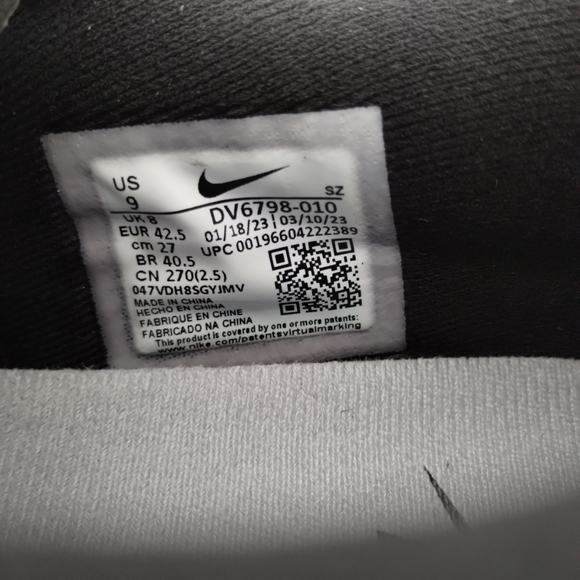 US
9
SZ
UK 8
DV6798-010
EUR 42.5
01/18/23 | 03/10/23
cm 27
UPC 00196604222389
BR 40.5
CN 270(2.5)
047VDH8SGYJMV
MADE IN CHINA
HECHO EN CHINA
FABRIQUE EN CHINE
FABRICADO NA CHINA
This product is covered by one or more patents:
www.nike.com/patentsvirtualmarking